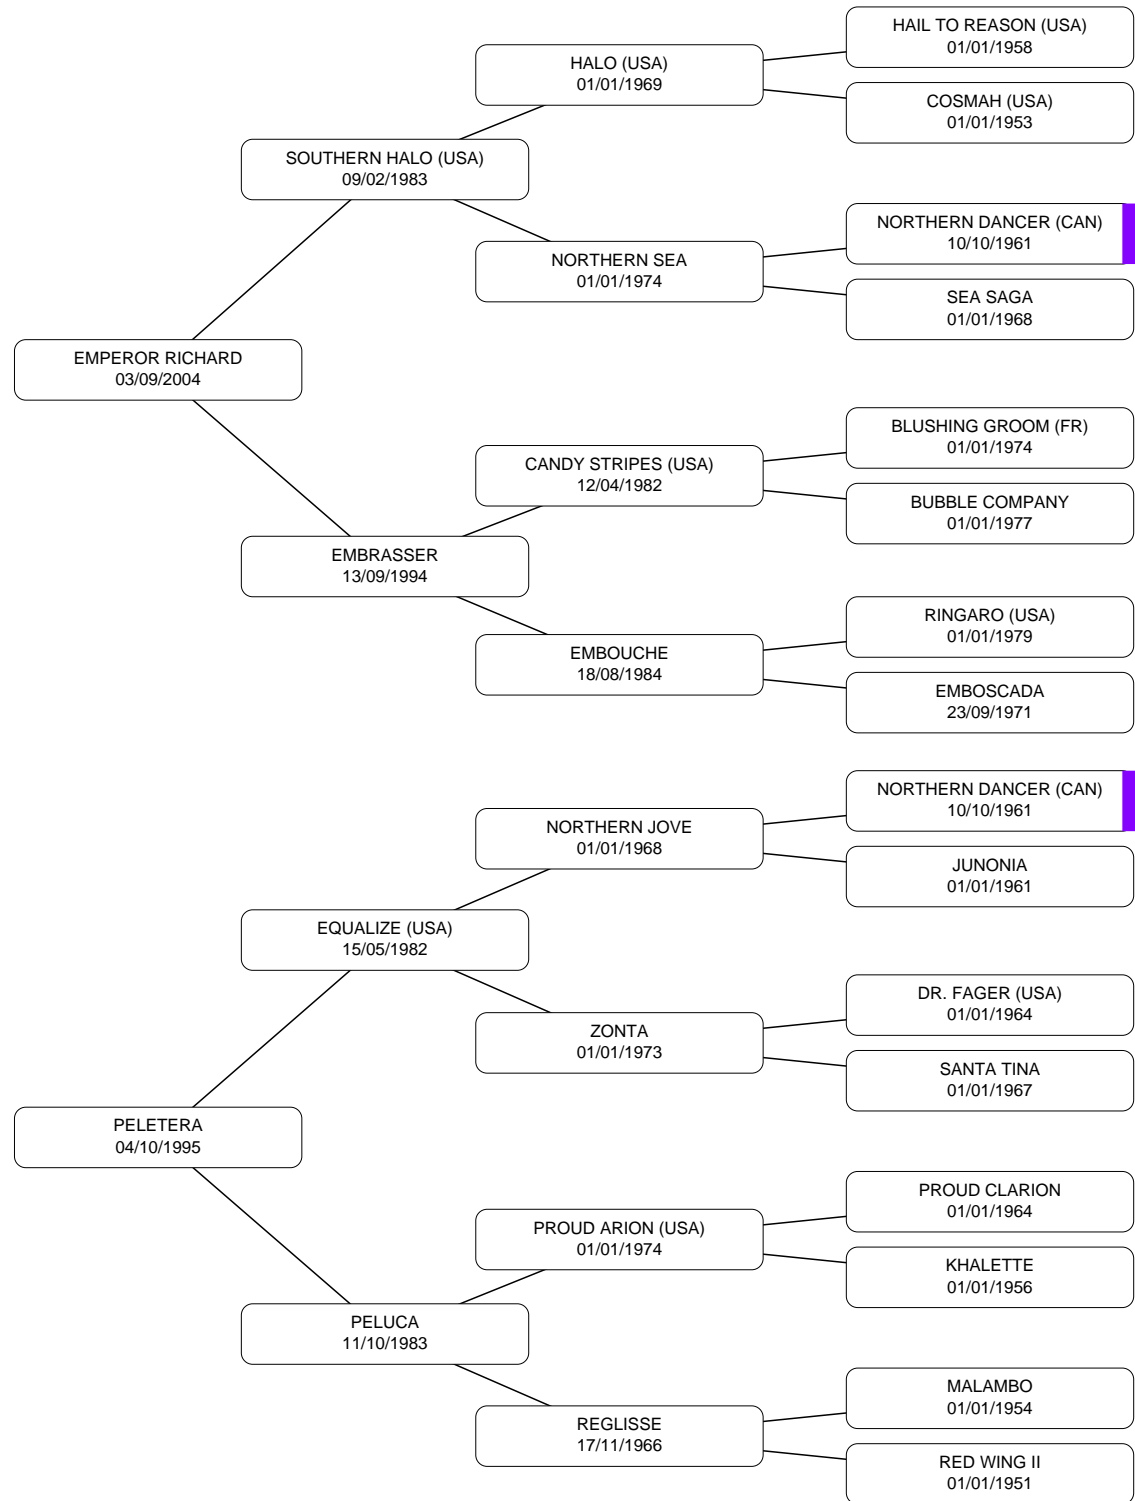 HAIL TO REASON (USA)
01/01/1958
HALO (USA)
01/01/1969
COSMAH (USA)
01/01/1953
SOUTHERN HALO (USA)
09/02/1983
NORTHERN DANCER (CAN)
10/10/1961
NORTHERN SEA
01/01/1974
SEA SAGA
01/01/1968
EMPEROR RICHARD
03/09/2004
BLUSHING GROOM (FR)
01/01/1974
CANDY STRIPES (USA)
12/04/1982
BUBBLE COMPANY
01/01/1977
EMBRASSER
13/09/1994
RINGARO (USA)
01/01/1979
EMBOUCHE
18/08/1984
EMBOSCADA
23/09/1971
NORTHERN DANCER (CAN)
10/10/1961
NORTHERN JOVE
01/01/1968
JUNONIA
01/01/1961
EQUALIZE (USA)
15/05/1982
DR. FAGER (USA)
01/01/1964
ZONTA
01/01/1973
SANTA TINA
01/01/1967
PELETERA
04/10/1995
PROUD CLARION
01/01/1964
PROUD ARION (USA)
01/01/1974
KHALETTE
01/01/1956
PELUCA
11/10/1983
MALAMBO
01/01/1954
REGLISSE
17/11/1966
RED WING II
01/01/1951